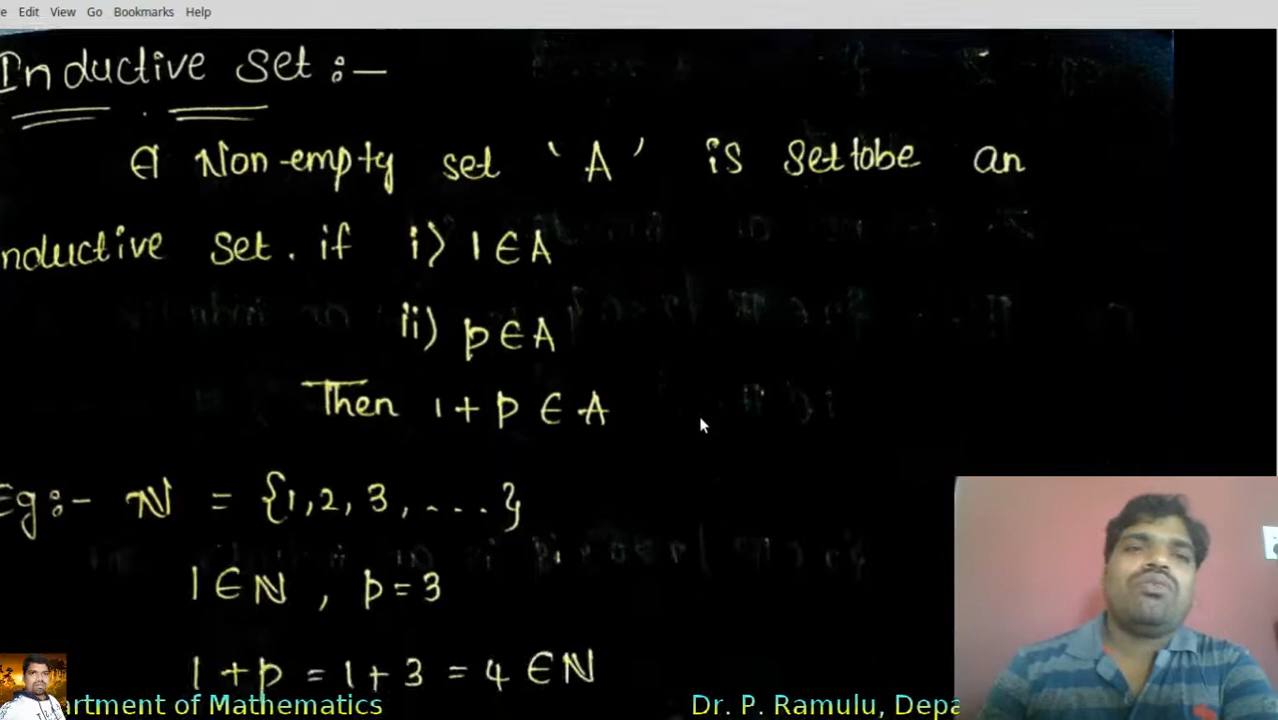 Edit View Go Bookmarks Help
Inductive Set :-
A Non-empty set ‘A’ is set tobe an
nductive Set. if i) 1 ∈ A
ii) p ∈ A
Then 1 + p ∈ A
Eg :- ℕ = {1, 2, 3, . . . .}
1 ∈ ℕ , p = 3
1 + p = 1 + 3 = 4 ∈ ℕ
artment of Mathematics Dr. P. Ramulu, Depa